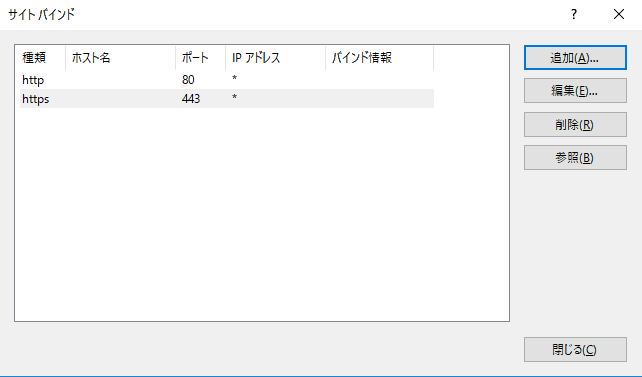 サイト バインド
?
種類 ホスト名 ポート IP アドレス バインド情報
http 80 *
https 443 *
追加(A)...
編集(E)...
削除(R)
参照(B)
閉じる(C)